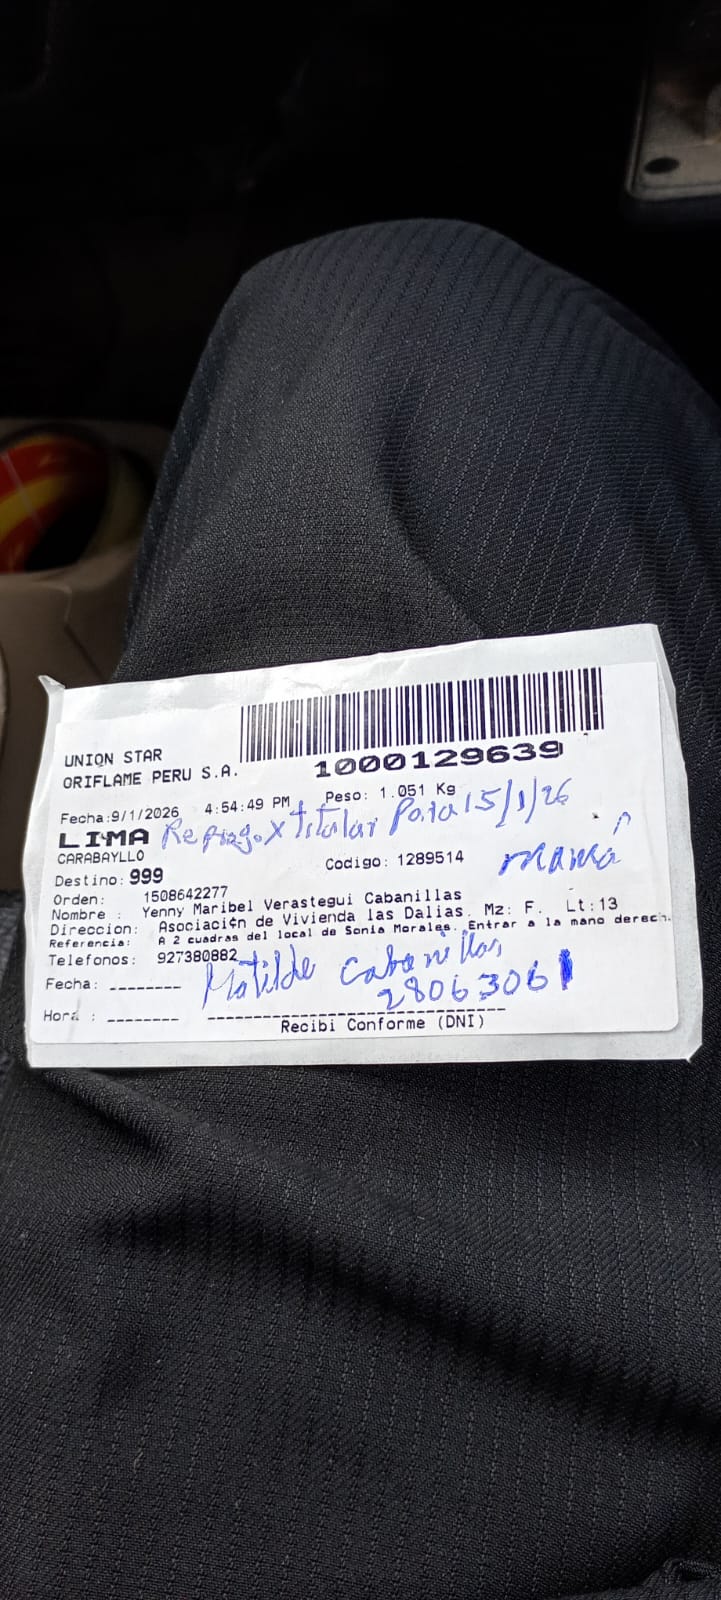 UNION STAR
ORIFLAME PERU S.A.
1000129639
Fecha:9/1/2026 4:54:49 PM Peso: 1.051 Kg
LIMA Reprog.x titular Para 15/1/26
CARABAYLLO
Destino: 999 Codigo: 1289514 mamá
Orden: 1508642277
Nombre : Yenny Maribel Verastegui Cabanillas
Direccion: Asociaci¢n de Vivienda las Dalias. Mz: F. Lt:13
Referencia: A 2 cuadras del local de Sonia Morales. Entrar a la mano derech.
Telefonos: 927380882
Matilde Cabanillas
Fecha: --------
28063061
Hora : --------
Recibi Conforme (DNI)